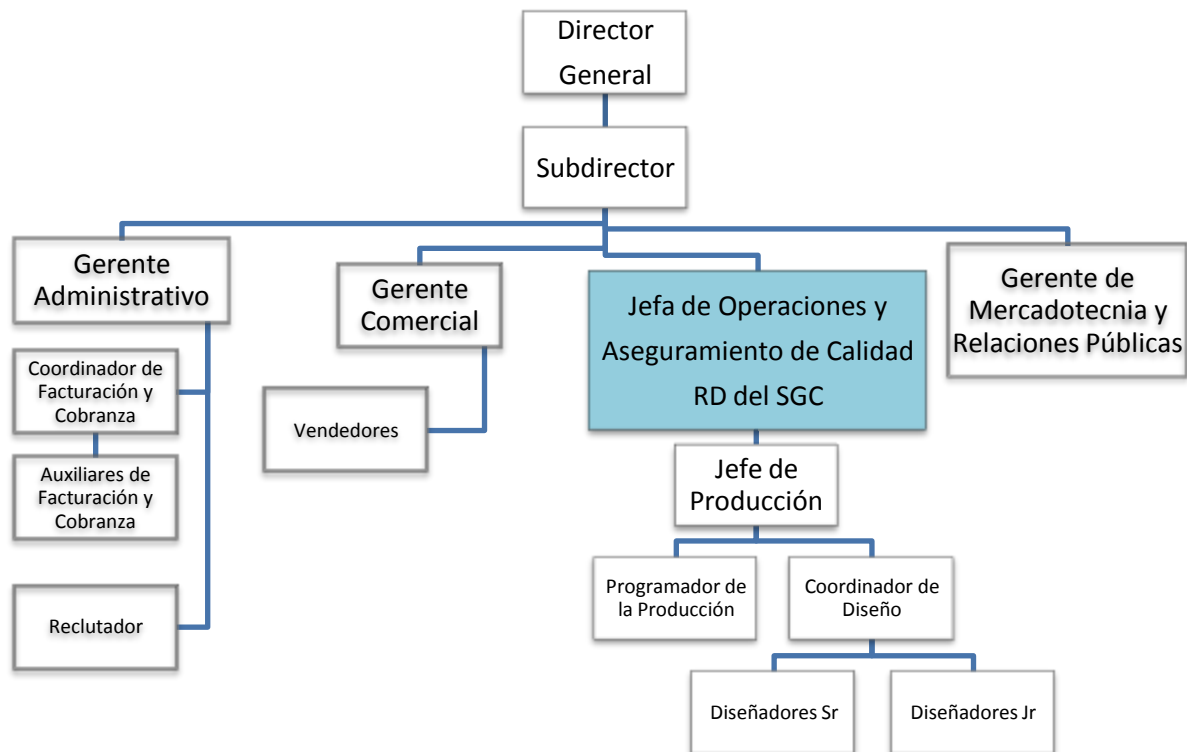 Director
General
Subdirector
Gerente
Administrativo
Coordinador de
Facturación y
Cobranza
Auxiliares de
Facturación y
Cobranza
Reclutador
Gerente
Comercial
Vendedores
Jefa de Operaciones y
Aseguramiento de Calidad
RD del SGC
Jefe de
Producción
Programador de
la Producción
Coordinador de
Diseño
Diseñadores Sr
Diseñadores Jr
Gerente de
Mercadotecnia y
Relaciones Públicas